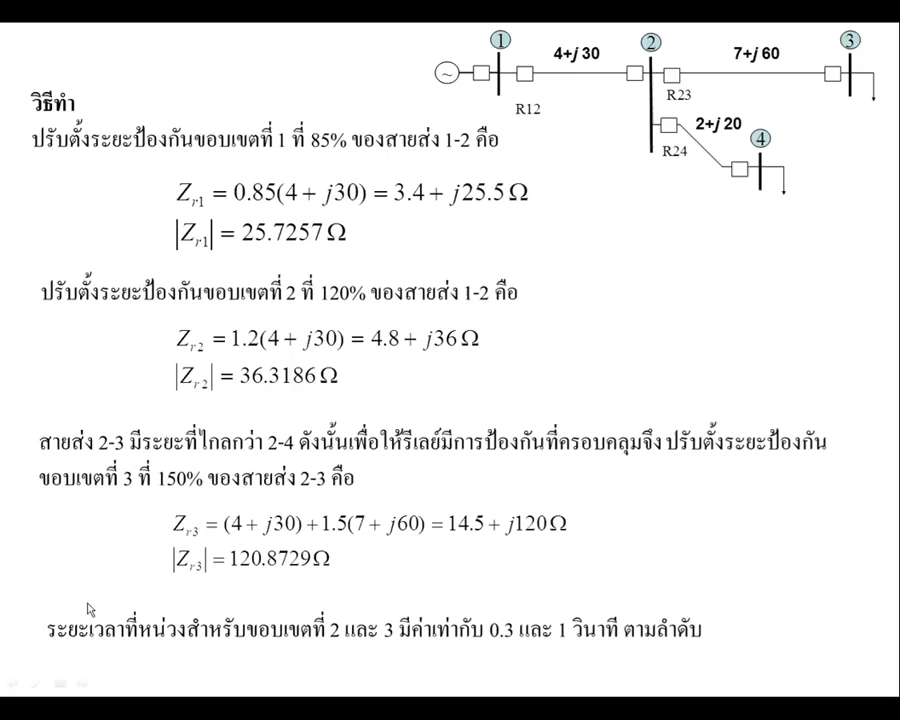 1
2
3
4+j 30
7+j 60
R12
R23
2+j 20
R24
4
วิธีทำ
ปรับตั้งระยะป้องกันขอบเขตที่ 1 ที่ 85% ของสายส่ง 1-2 คือ
Zr1 = 0.85(4 + j30) = 3.4 + j25.5 Ω
|Zr1| = 25.7257 Ω
ปรับตั้งระยะป้องกันขอบเขตที่ 2 ที่ 120% ของสายส่ง 1-2 คือ
Zr2 = 1.2(4 + j30) = 4.8 + j36 Ω
|Zr2| = 36.3186 Ω
สายส่ง 2-3 มีระยะที่ไกลกว่า 2-4 ดังนั้นเพื่อให้รีเลย์มีการป้องกันที่ครอบคลุมจึง ปรับตั้งระยะป้องกัน
ขอบเขตที่ 3 ที่ 150% ของสายส่ง 2-3 คือ
Zr3 = (4 + j30) + 1.5(7 + j60) = 14.5 + j120 Ω
|Zr3| = 120.8729 Ω
ระยะเวลาที่หน่วงสำหรับขอบเขตที่ 2 และ 3 มีค่าเท่ากับ 0.3 และ 1 วินาที ตามลำดับ